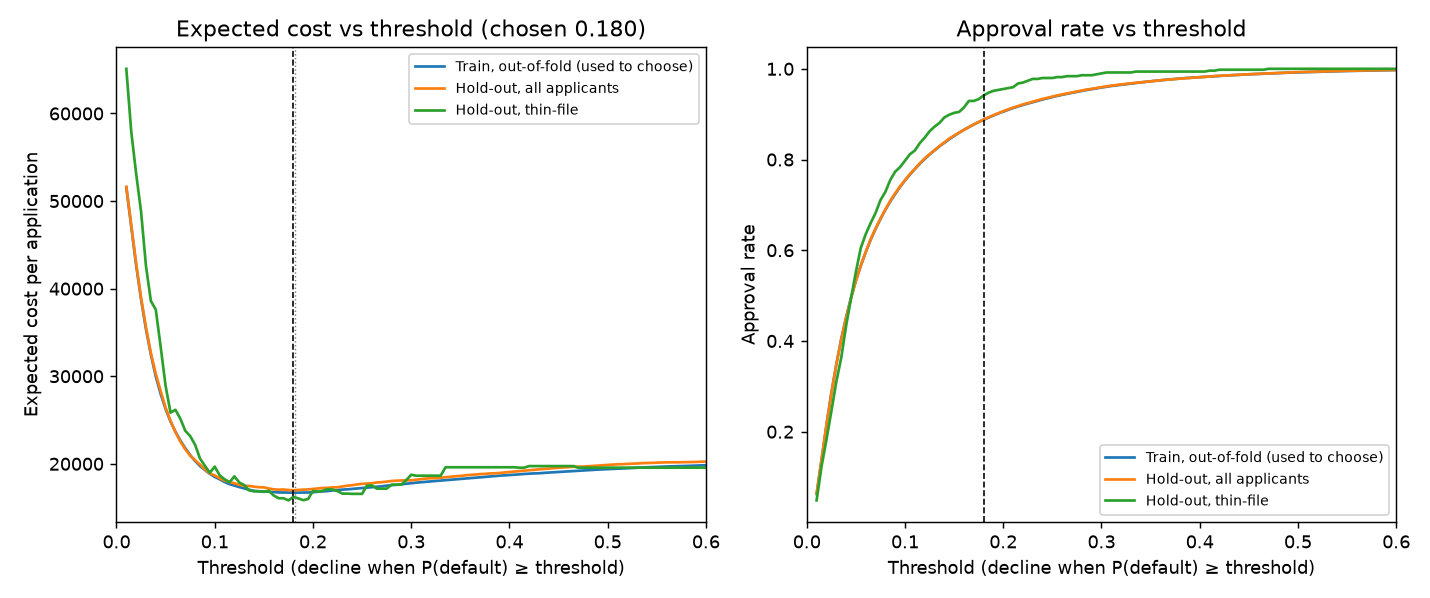 Expected cost vs threshold (chosen 0.180)
Expected cost per application
60000
50000
40000
30000
20000
Train, out-of-fold (used to choose)
Hold-out, all applicants
Hold-out, thin-file
0.0 0.1 0.2 0.3 0.4 0.5 0.6
Threshold (decline when P(default) ≥ threshold)
Approval rate vs threshold
Approval rate
1.0
0.8
0.6
0.4
0.2
Train, out-of-fold (used to choose)
Hold-out, all applicants
Hold-out, thin-file
0.0 0.1 0.2 0.3 0.4 0.5 0.6
Threshold (decline when P(default) ≥ threshold)